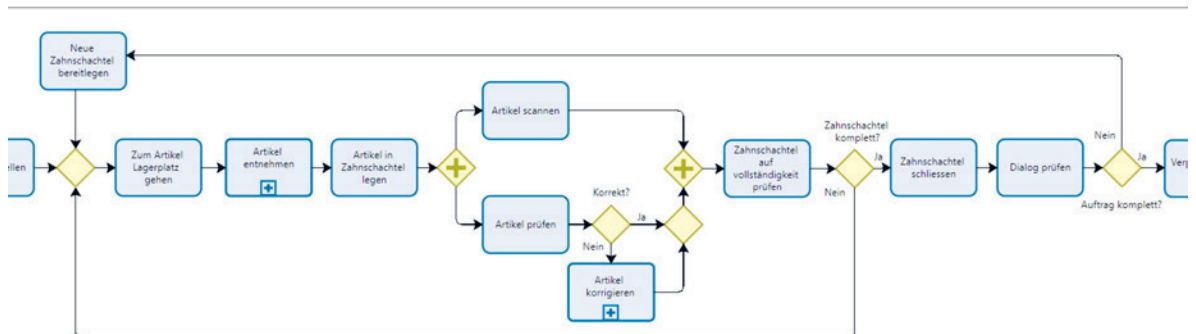 Neue
Zahnschachtel
bereitlegen
ellen
Zum Artikel
Lagerplatz
gehen
Artikel
entnehmen
Artikel in
Zahnschachtel
legen
Artikel scannen
Artikel prüfen
Korrekt?
Ja
Nein
Artikel
korrigieren
Zahnschachtel
auf
vollständigkeit
prüfen
Zahnschachtel
komplett?
Ja
Nein
Zahnschachtel
schliessen
Dialog prüfen
Nein
Ja
Auftrag komplett?
Verp